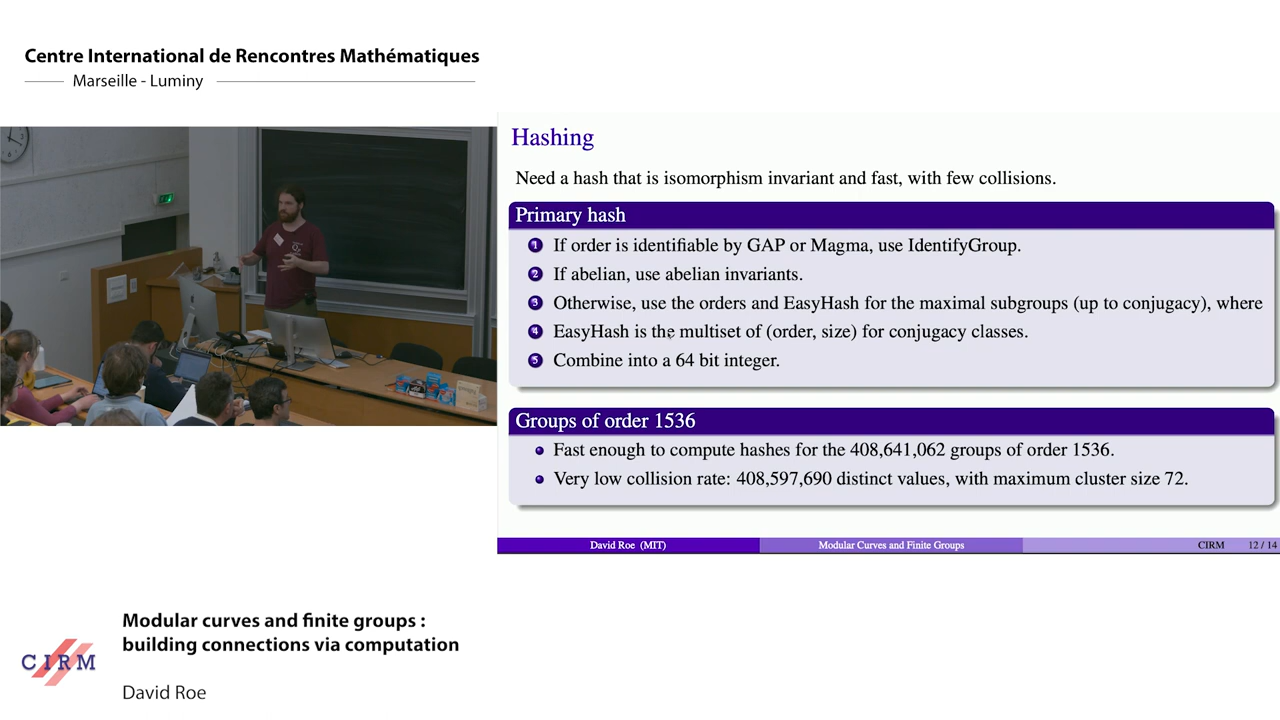 Centre International de Rencontres Mathématiques
Marseille - Luminy
Hashing
Need a hash that is isomorphism invariant and fast, with few collisions.
Primary hash
1 If order is identifiable by GAP or Magma, use IdentifyGroup.
2 If abelian, use abelian invariants.
3 Otherwise, use the orders and EasyHash for the maximal subgroups (up to conjugacy), where
4 EasyHash is the multiset of (order, size) for conjugacy classes.
5 Combine into a 64 bit integer.
Groups of order 1536
Fast enough to compute hashes for the 408,641,062 groups of order 1536.
Very low collision rate: 408,597,690 distinct values, with maximum cluster size 72.
David Roe (MIT) Modular Curves and Finite Groups CIRM 12 / 14
Modular curves and finite groups :
building connections via computation
CIRM
David Roe